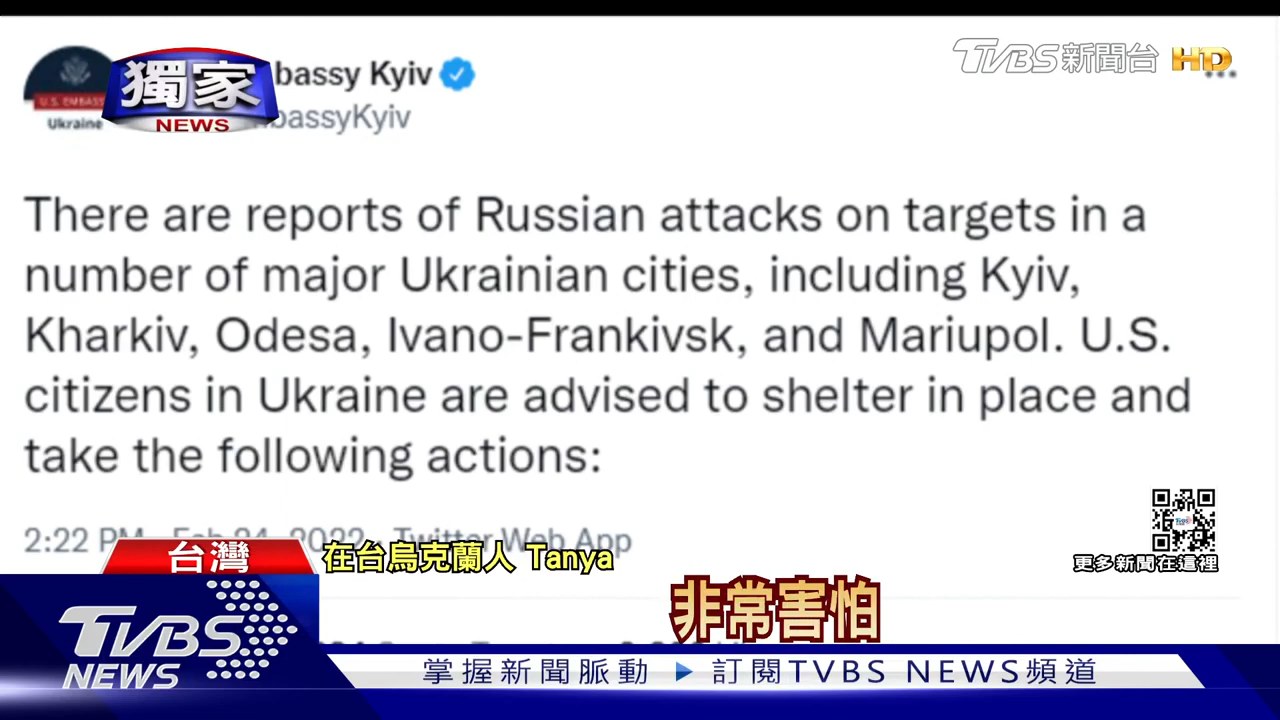 獨家
NEWS
bassy Kyiv
bassyKyiv
U.S. EMBASS
Ukraine
TVBS新聞台 HD
There are reports of Russian attacks on targets in a
number of major Ukrainian cities, including Kyiv,
Kharkiv, Odesa, Ivano-Frankivsk, and Mariupol. U.S.
citizens in Ukraine are advised to shelter in place and
take the following actions:
2:22 PM · Feb 24, 2022 · Twitter Web App
更多新聞在這裡
台灣
在台烏克蘭人 Tanya
非常害怕
TVBS
NEWS
掌握新聞脈動 ▶ 訂閱TVBS NEWS頻道